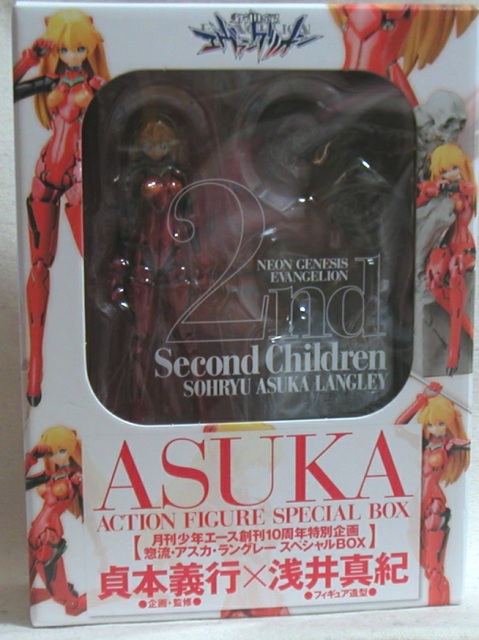 新世紀
エヴァンゲリオン
2nd
NEON GENESIS
EVANGELION
Second Children
SOHRYU ASUKA LANGLEY
ASUKA
ACTION FIGURE SPECIAL BOX
【月刊少年エース創刊10周年特別企画
惣流・アスカ・ラングレー スペシャルBOX】
貞本義行×浅井真紀
●企画・監修● ●フィギュア造型●